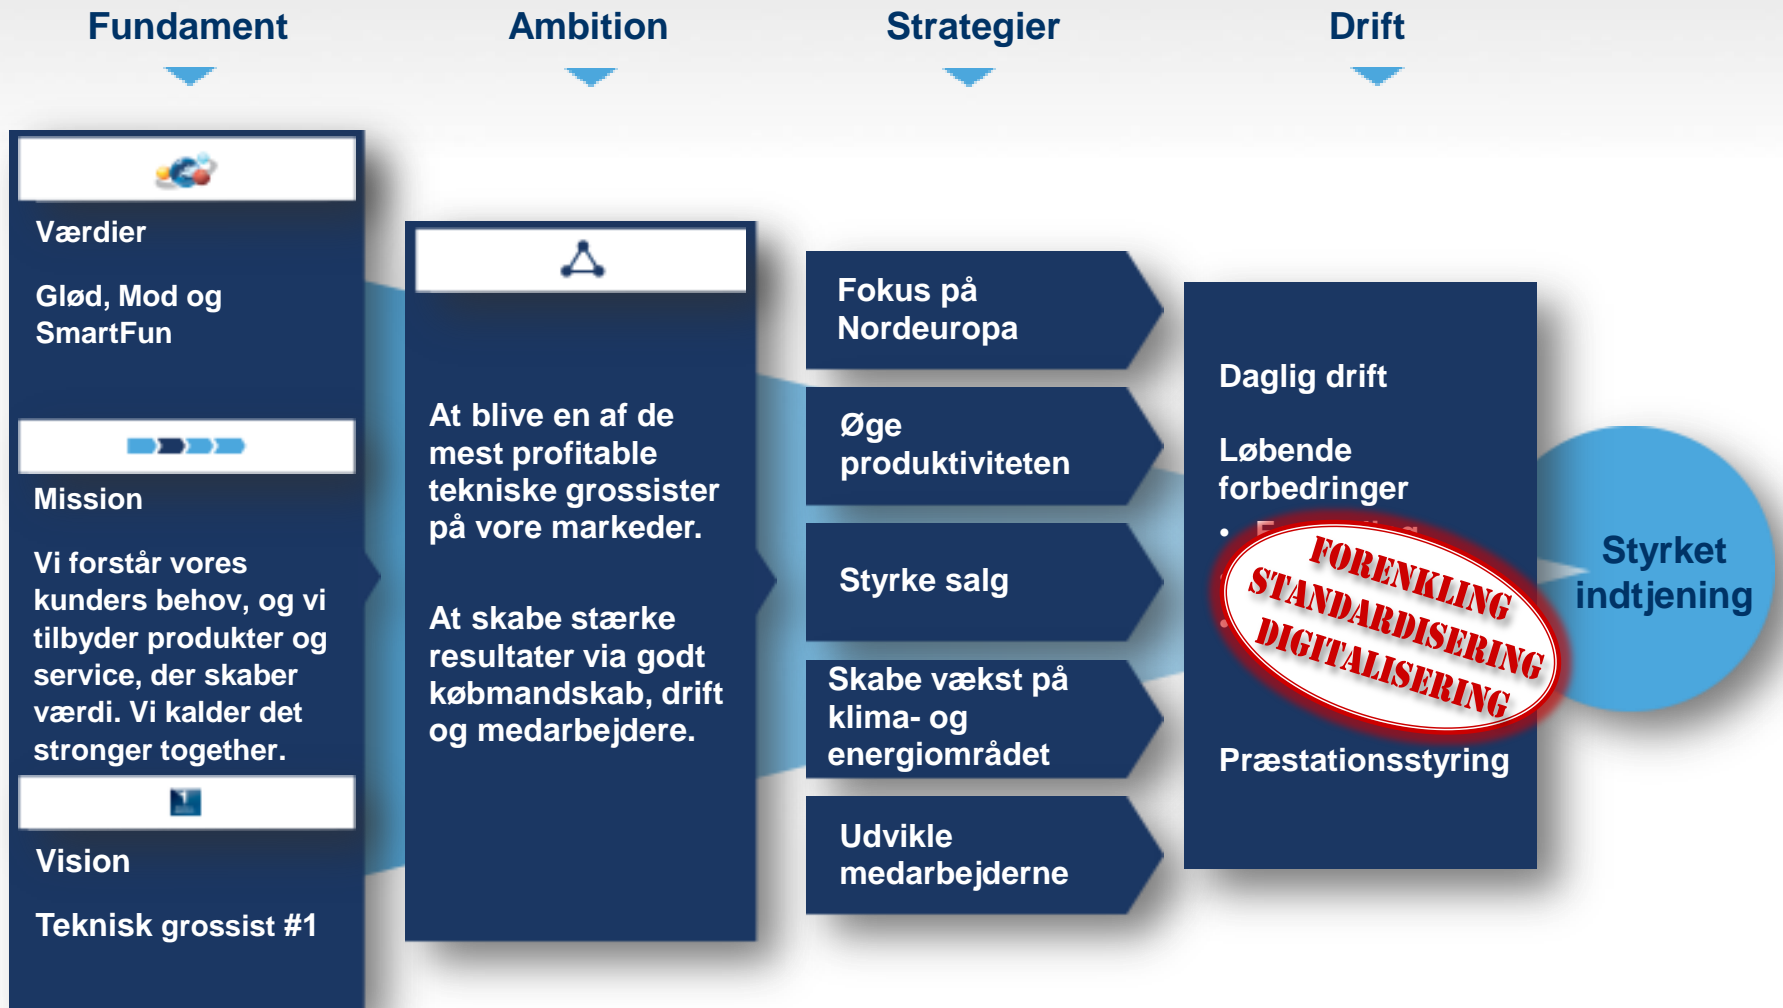 Fundament
Ambition
Strategier
Drift
Værdier
Glød, Mod og
SmartFun
Mission
Vi forstår vores
kunders behov, og vi
tilbyder produkter og
service, der skaber
værdi. Vi kalder det
stronger together.
1
Vision
Teknisk grossist #1
At blive en af de
mest profitable
tekniske grossister
på vore markeder.
At skabe stærke
resultater via godt
købmandskab, drift
og medarbejdere.
Fokus på
Nordeuropa
Øge
produktiviteten
Styrke salg
Skabe vækst på
klima- og
energiområdet
Udvikle
medarbejderne
Daglig drift
Løbende
forbedringer
FORENKLING
STANDARDISERING
DIGITALISERING
Præstationsstyring
Styrket
indtjening